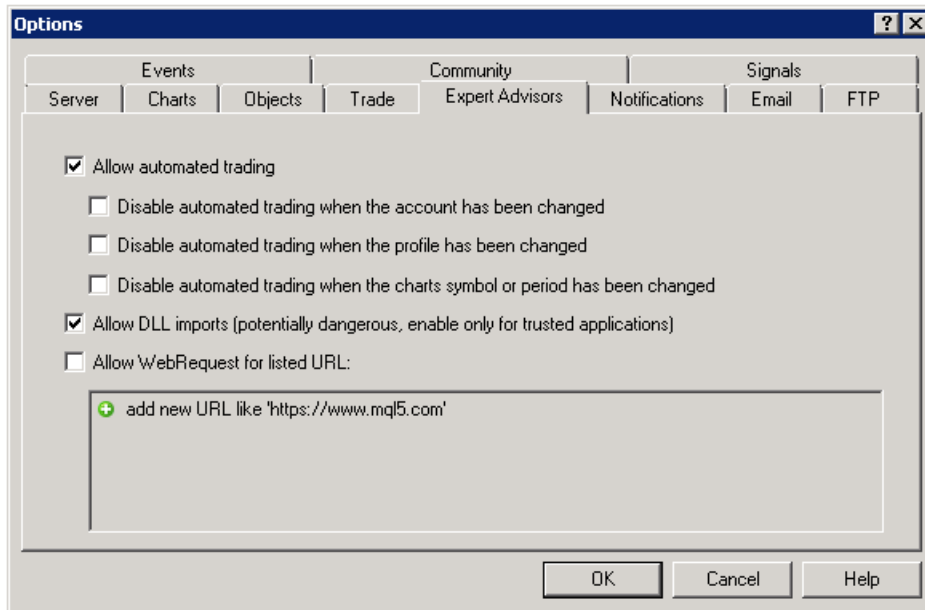 Options
Events Community Signals
Server Charts Objects Trade Expert Advisors Notifications Email FTP
Allow automated trading
Disable automated trading when the account has been changed
Disable automated trading when the profile has been changed
Disable automated trading when the charts symbol or period has been changed
Allow DLL imports (potentially dangerous, enable only for trusted applications)
Allow WebRequest for listed URL:
add new URL like 'https://www.mql5.com'
OK Cancel Help